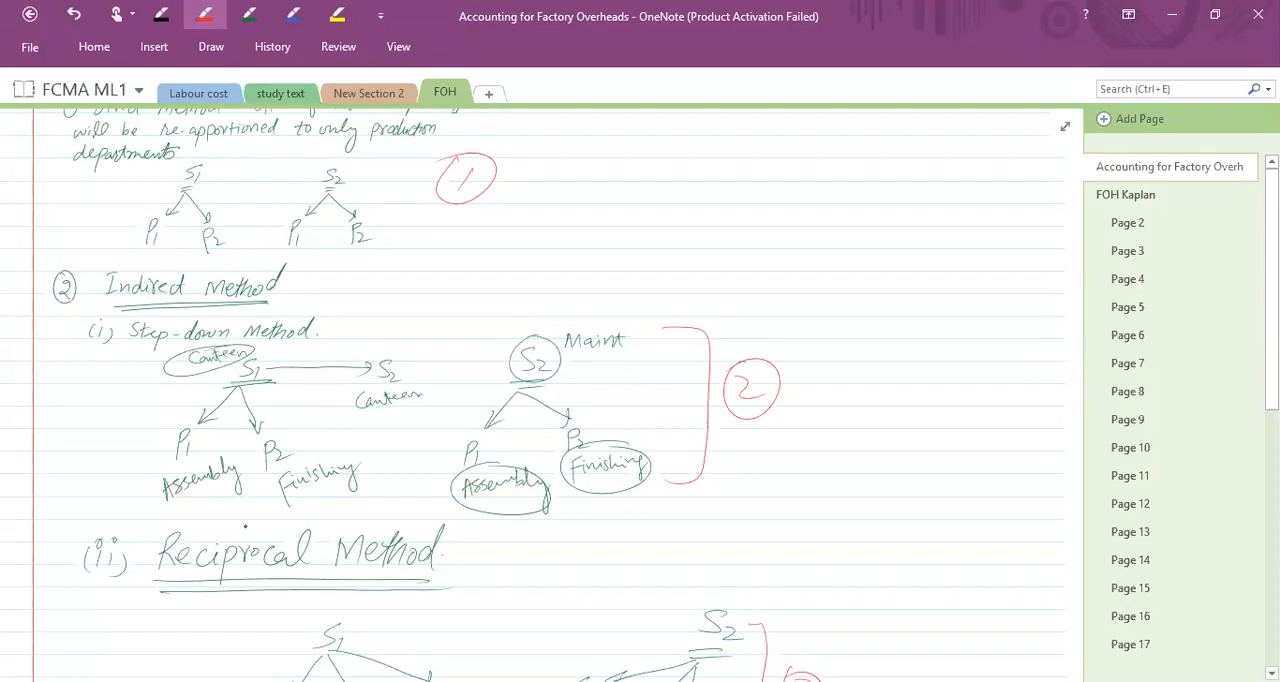 Accounting for Factory Overheads - OneNote (Product Activation Failed)
?
File Home Insert Draw History Review View
FCMA ML1 Labour cost study text New Section 2 FOH +
Search (Ctrl+E)
Add Page
Accounting for Factory Overh
FOH Kaplan
Page 2
Page 3
Page 4
Page 5
Page 6
Page 7
Page 8
Page 9
Page 10
Page 11
Page 12
Page 13
Page 14
Page 15
Page 16
Page 17
will be re-apportioned to only production
departments
S1 S2
1
P1 P2 P1 P2
2 Indirect Method
(i) Step-down Method.
Canteen S1 S2 S2 Maint
Canteen
2
P1 P2 P1 P2
Assembly Finishing Assembly Finishing
(ii) Reciprocal Method.
S1 S2